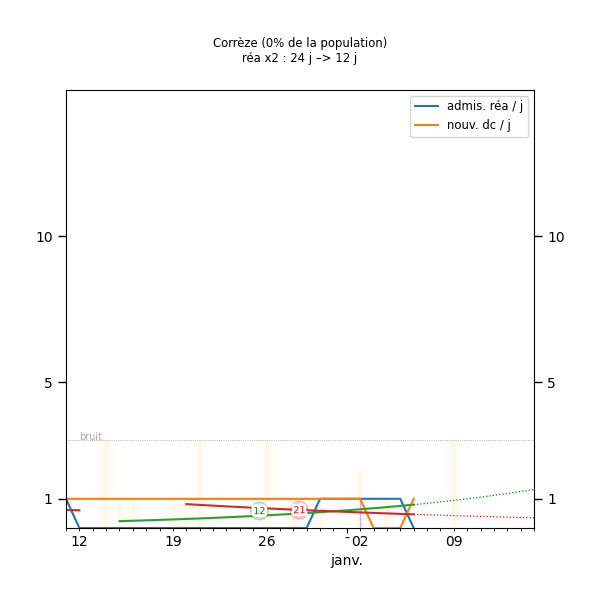 Corrèze (0% de la population)
réa x2 : 24 j –> 12 j
admis. réa / j
nouv. dc / j
10 10
5 5
bruit
1 1
12 21
12 19 26 02 09
janv.